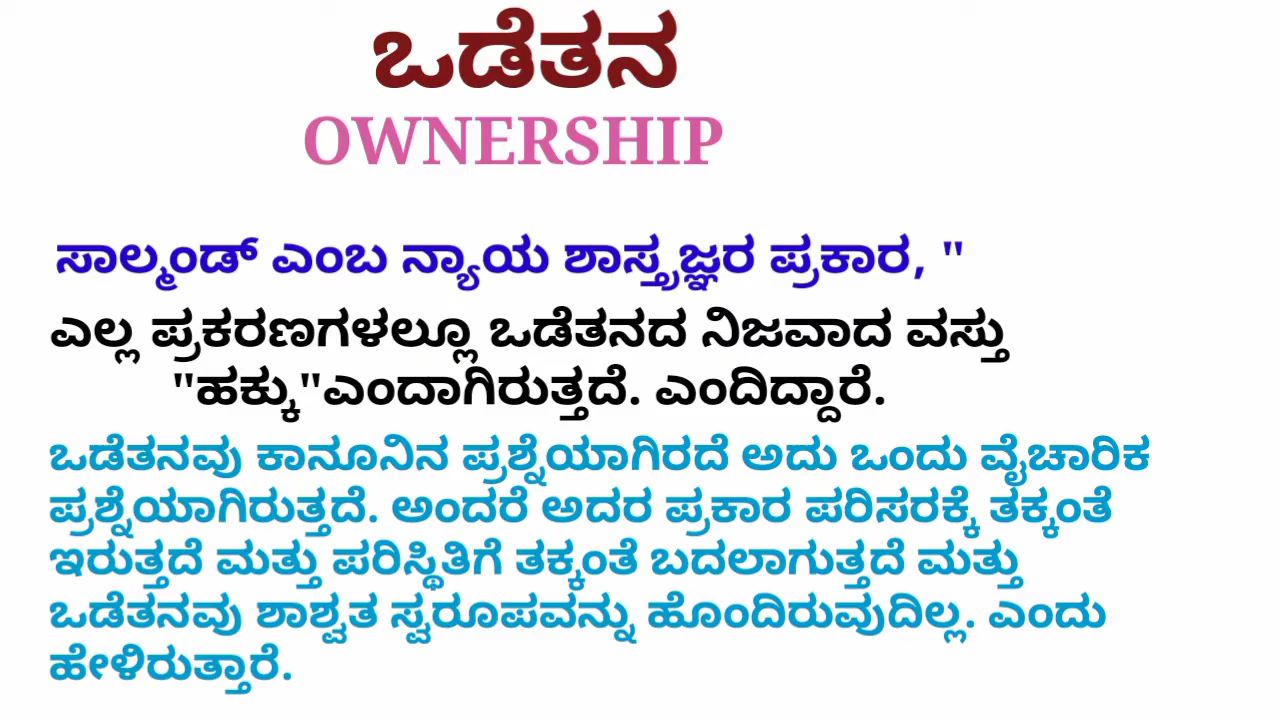 ಒಡೆತನ
OWNERSHIP
ಸಾಲ್ಮಂಡ್ ಎಂಬ ನ್ಯಾಯ ಶಾಸ್ತ್ರಜ್ಞರ ಪ್ರಕಾರ, "
ಎಲ್ಲ ಪ್ರಕರಣಗಳಲ್ಲೂ ಒಡೆತನದ ನಿಜವಾದ ವಸ್ತು
"ಹಕ್ಕು"ಎಂದಾಗಿರುತ್ತದೆ. ಎಂದಿದ್ದಾರೆ.
ಒಡೆತನವು ಕಾನೂನಿನ ಪ್ರಶ್ನೆಯಾಗಿರದೆ ಅದು ಒಂದು ವೈಚಾರಿಕ
ಪ್ರಶ್ನೆಯಾಗಿರುತ್ತದೆ. ಅಂದರೆ ಅದರ ಪ್ರಕಾರ ಪರಿಸರಕ್ಕೆ ತಕ್ಕಂತೆ
ಇರುತ್ತದೆ ಮತ್ತು ಪರಿಸ್ಥಿತಿಗೆ ತಕ್ಕಂತೆ ಬದಲಾಗುತ್ತದೆ ಮತ್ತು
ಒಡೆತನವು ಶಾಶ್ವತ ಸ್ವರೂಪವನ್ನು ಹೊಂದಿರುವುದಿಲ್ಲ. ಎಂದು
ಹೇಳಿರುತ್ತಾರೆ.